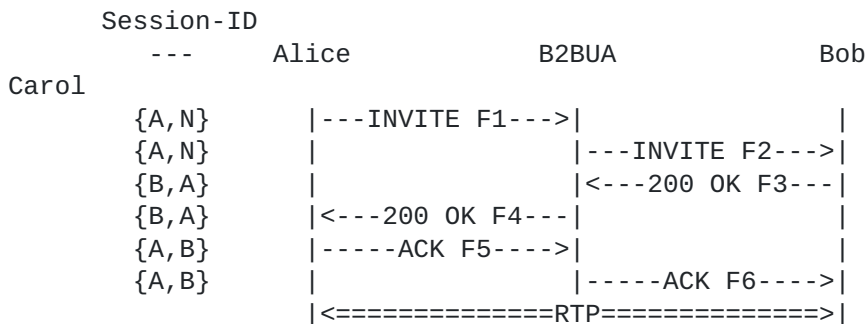 Session-ID
         ---     Alice            B2BUA             Bob
Carol
        {A,N}      |---INVITE F1--->|                |
        {A,N}      |                |---INVITE F2--->|
        {B,A}      |                |<---200 OK F3---|
        {B,A}      |<---200 OK F4---|                |
        {A,B}      |-----ACK F5---->|                |
        {A,B}      |                |-----ACK F6---->|
                   |<==============RTP==============>|